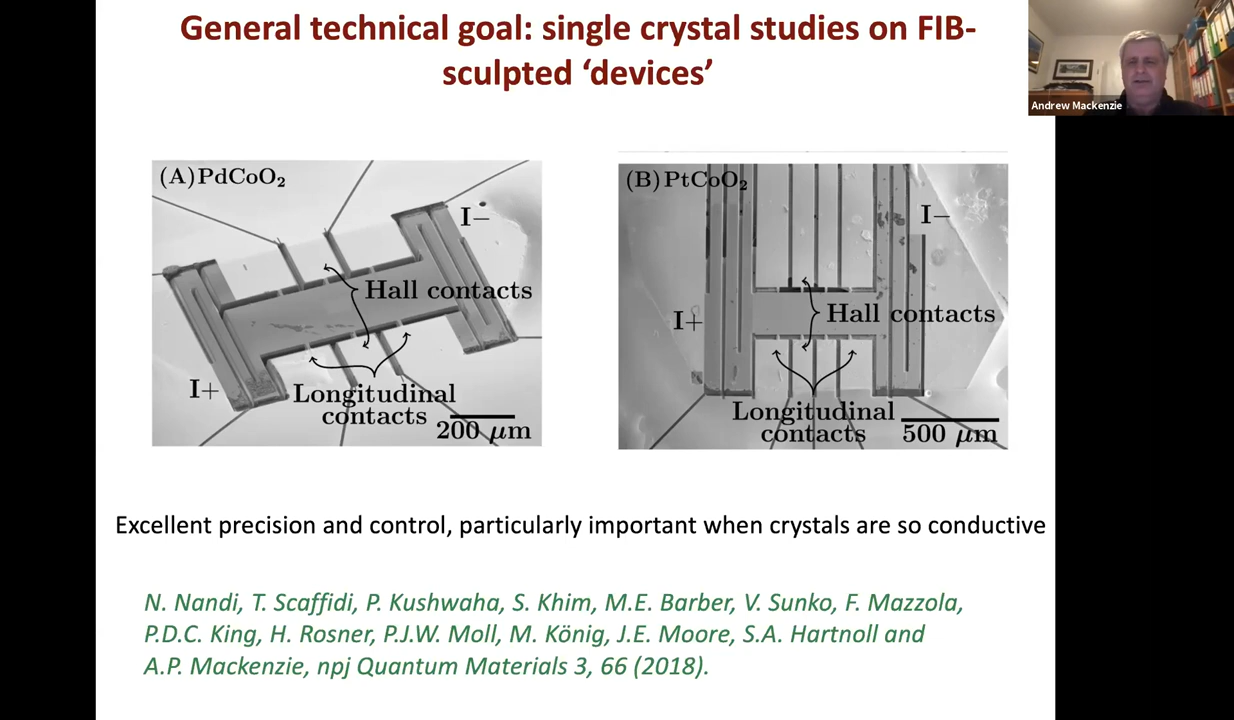 General technical goal: single crystal studies on FIB-
sculpted ‘devices’
Andrew Mackenzie
(A) PdCoO₂
I−
Hall contacts
I+
Longitudinal
contacts
200 μm
(B) PtCoO₂
I−
Hall contacts
I+
Longitudinal
contacts
500 μm
Excellent precision and control, particularly important when crystals are so conductive
N. Nandi, T. Scaffidi, P. Kushwaha, S. Khim, M.E. Barber, V. Sunko, F. Mazzola,
P.D.C. King, H. Rosner, P.J.W. Moll, M. König, J.E. Moore, S.A. Hartnoll and
A.P. Mackenzie, npj Quantum Materials 3, 66 (2018).